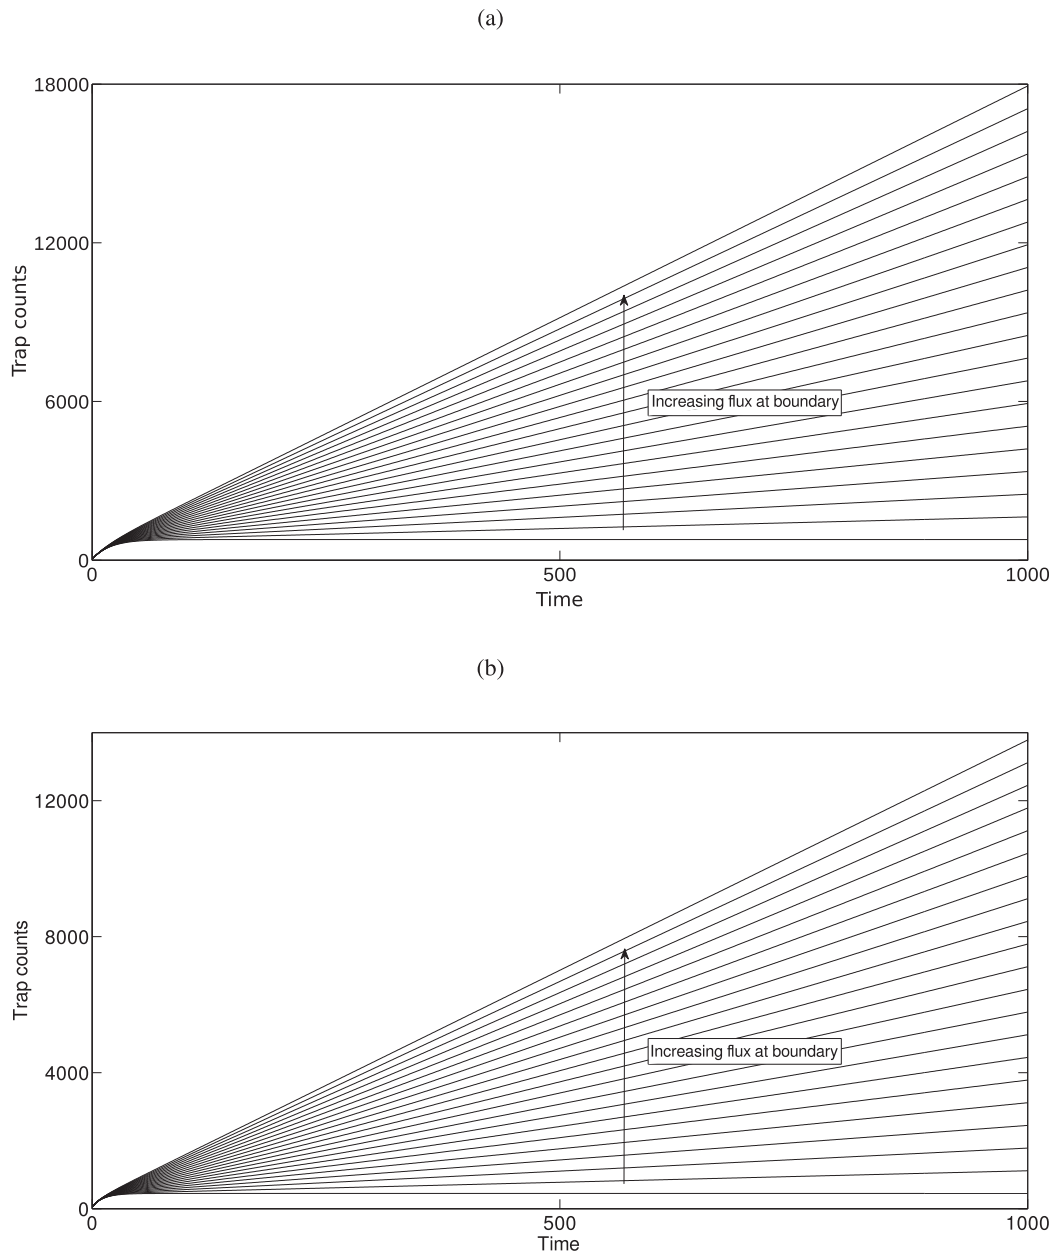 (a)
18000
12000
Trap counts
6000
Increasing flux at boundary
0
0 500 1000
Time
(b)
12000
8000
Trap counts
Increasing flux at boundary
4000
0
0 500 1000
Time